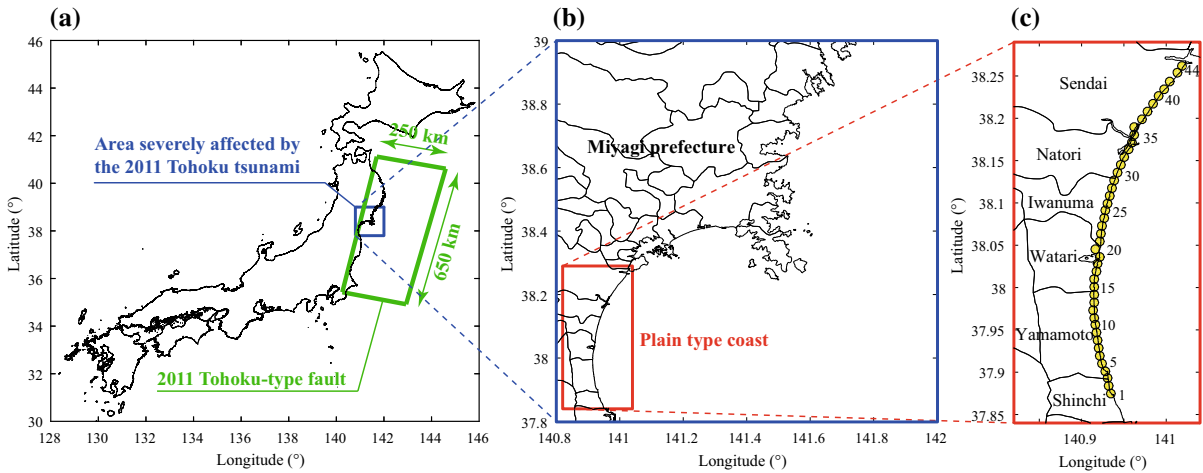 (a)
46
44
42
40
38
36
34
32
30
128
130
132
134
136
138
140
142
144
146
Latitude (°)
Longitude (°)
Area severely affected by
the 2011 Tohoku tsunami
250 km
650 km
2011 Tohoku-type fault
(b)
39
38.8
38.6
38.4
38.2
38
37.8
140.8
141
141.2
141.4
141.6
141.8
142
Latitude (°)
Longitude (°)
Miyagi prefecture
Plain type coast
(c)
38.25
38.2
38.15
38.1
38.05
38
37.95
37.9
37.85
140.9
141
Latitude (°)
Longitude (°)
Sendai
Natori
Iwanuma
Watari
Yamamoto
Shinchi
44
40
35
30
25
20
15
10
5
1